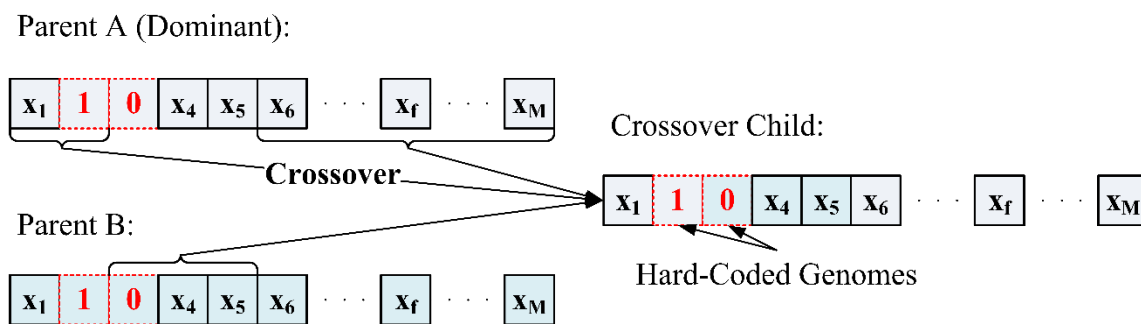 Parent A (Dominant):
x1 1 0 x4 x5 x6 · · · xf · · · xM
Crossover Child:
Crossover
x1 1 0 x4 x5 x6 · · · xf · · · xM
Parent B:
Hard-Coded Genomes
x1 1 0 x4 x5 x6 · · · xf · · · xM